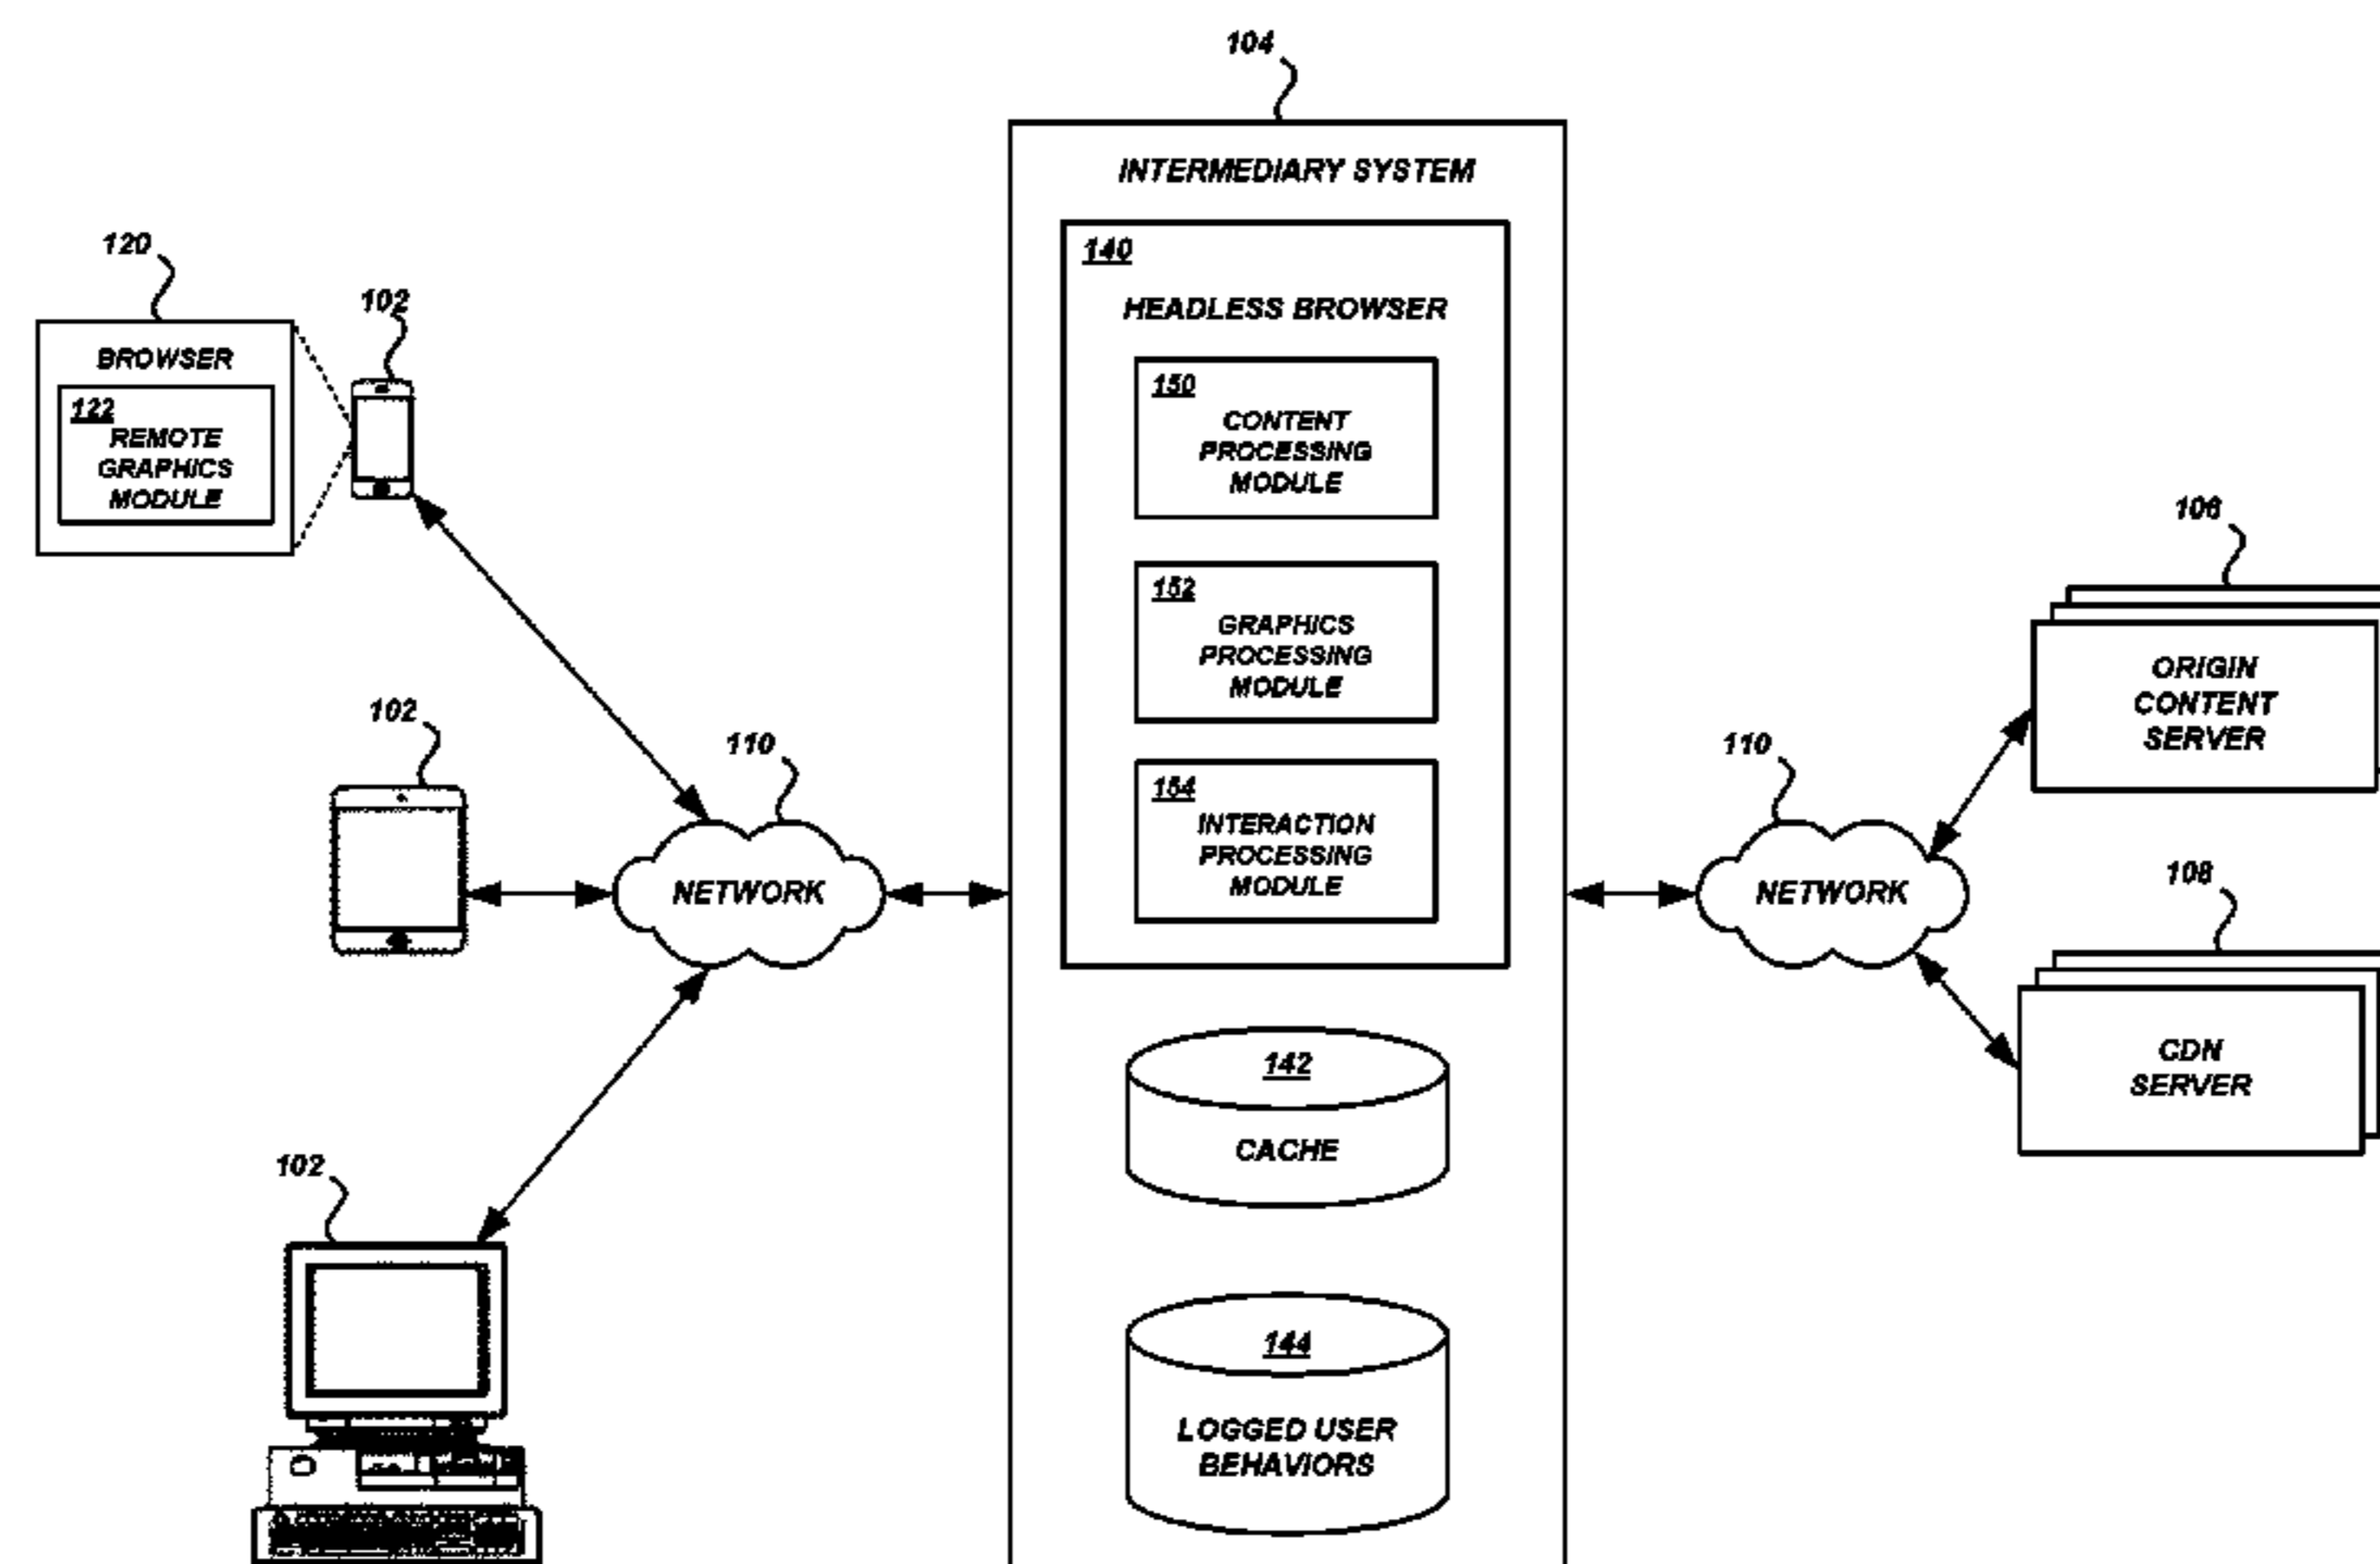 104
INTERMEDIARY SYSTEM
120
140
102
HEADLESS BROWSER
BROWSER
150
122
CONTENT
REMOTE
PROCESSING
GRAPHICS
MODULE
MODULE
106
152
GRAPHICS
ORIGIN
PROCESSING
CONTENT
MODULE
SERVER
102
110
110
154
INTERACTION
PROCESSING
MODULE
NETWORK
NETWORK
108
CDN
SERVER
142
CACHE
102
144
LOGGED USER
BEHAVIORS